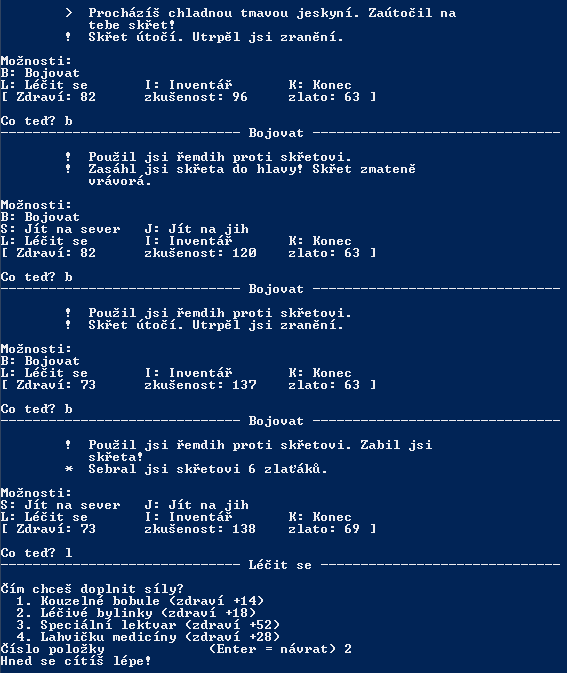 > Procházíš chladnou tmavou jeskyní. Zaútočil na
tebe skřet!
! Skřet útočí. Utrpěl jsi zranění.
Možnosti:
B: Bojovat
L: Léčit se I: Inventář K: Konec
[ Zdraví: 82 zkušenost: 96 zlato: 63 ]
Co teď? b
------------------------------ Bojovat -------------------------------
! Použil jsi řemdih proti skřetovi.
! Zasáhl jsi skřeta do hlavy! Skřet zmateně
vrávorá.
Možnosti:
B: Bojovat
S: Jít na sever J: Jít na jih
L: Léčit se I: Inventář K: Konec
[ Zdraví: 82 zkušenost: 120 zlato: 63 ]
Co teď? b
------------------------------ Bojovat -------------------------------
! Použil jsi řemdih proti skřetovi.
! Skřet útočí. Utrpěl jsi zranění.
Možnosti:
B: Bojovat
L: Léčit se I: Inventář K: Konec
[ Zdraví: 73 zkušenost: 137 zlato: 63 ]
Co teď? b
------------------------------ Bojovat -------------------------------
! Použil jsi řemdih proti skřetovi. Zabil jsi
skřeta!
* Sebral jsi skřetovi 6 zlaťáků.
Možnosti:
S: Jít na sever J: Jít na jih
L: Léčit se I: Inventář K: Konec
[ Zdraví: 73 zkušenost: 138 zlato: 69 ]
Co teď? l
------------------------------ Léčit se ------------------------------
Čím chceš doplnit síly?
1. Kouzelné bobule (zdraví +14)
2. Léčivé bylinky (zdraví +18)
3. Speciální lektvar (zdraví +52)
4. Lahvičku medicíny (zdraví +28)
Číslo položky (Enter = návrat) 2
Hned se cítíš lépe!